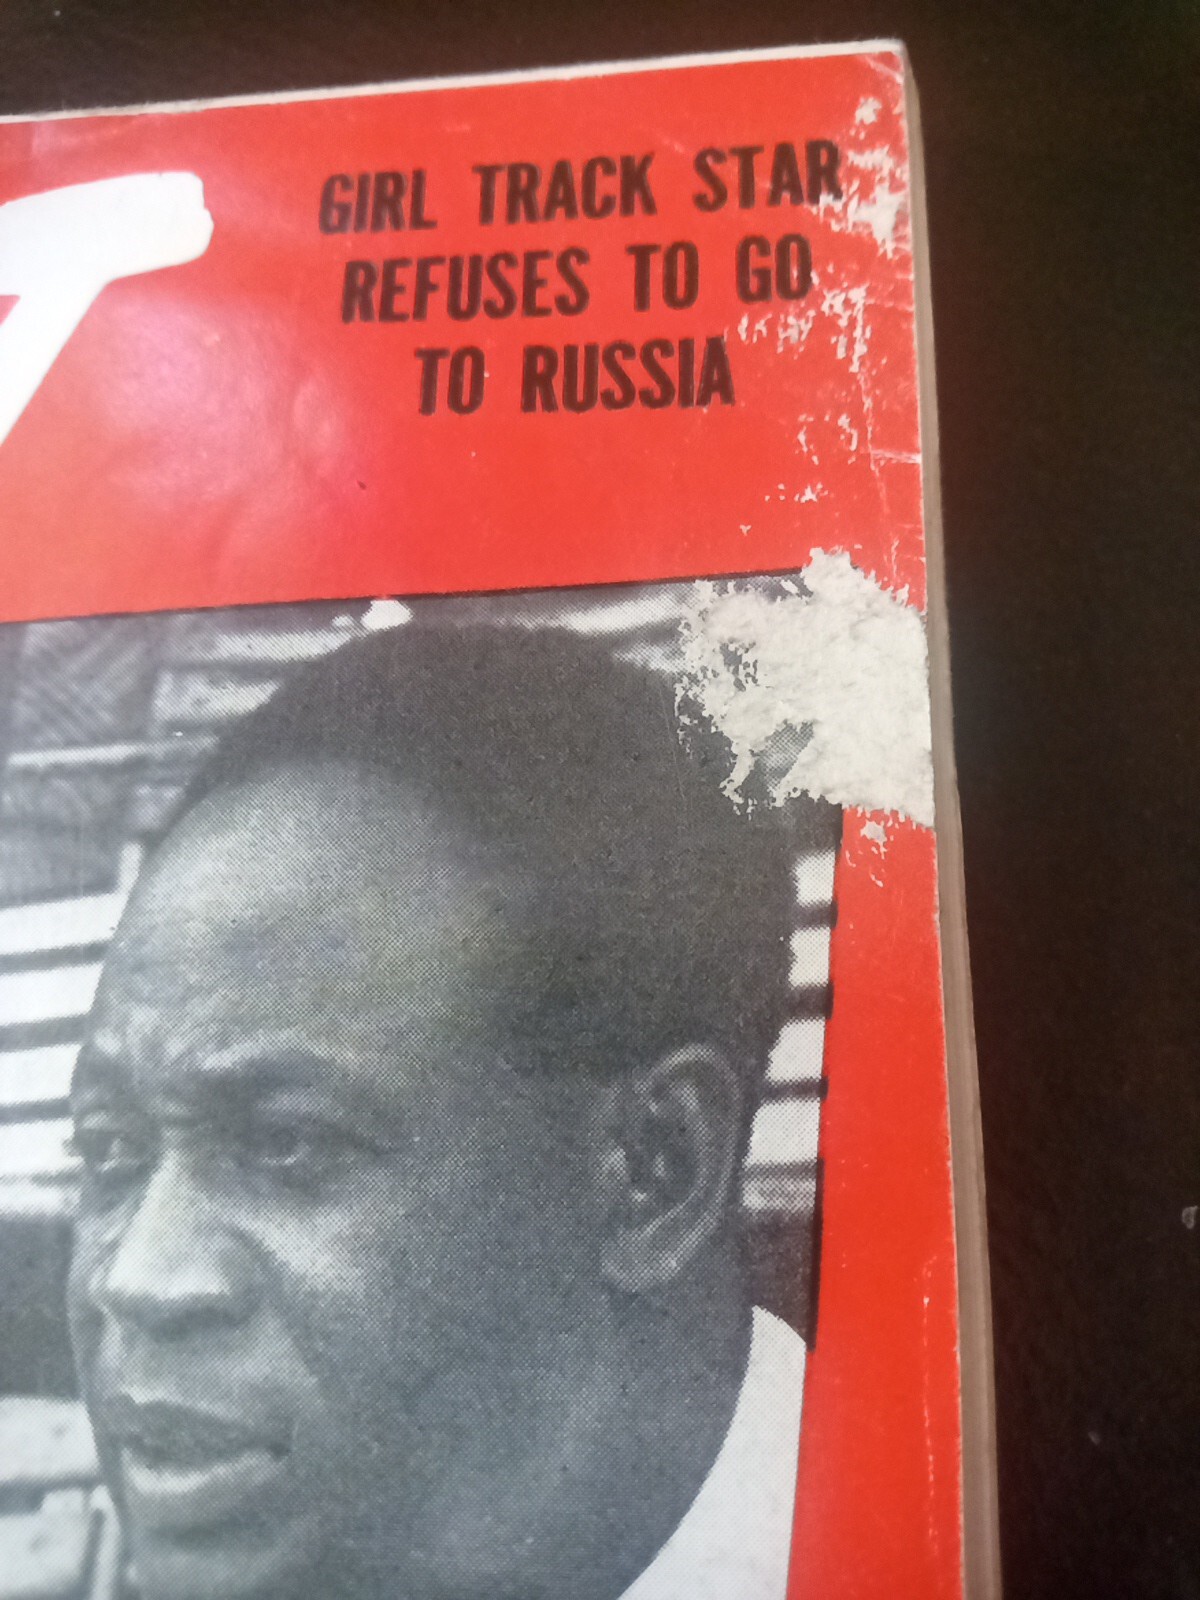 T
GIRL TRACK STAR
REFUSES TO GO
TO RUSSIA